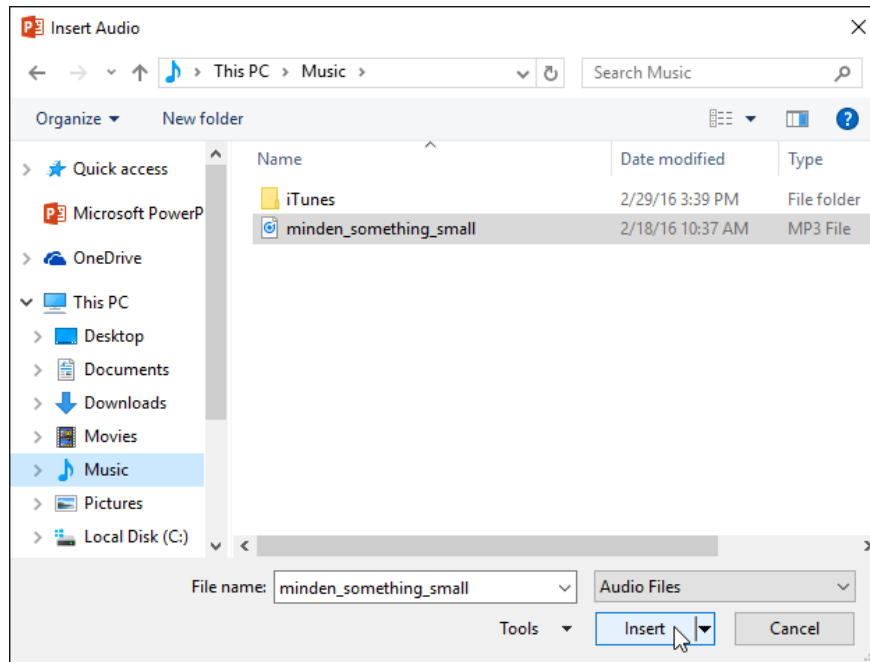 Insert Audio
This PC > Music >
Search Music
Organize
New folder
Name
Date modified
Type
Quick access
Microsoft PowerP
OneDrive
This PC
Desktop
Documents
Downloads
Movies
Music
Pictures
Local Disk (C:)
iTunes 2/29/16 3:39 PM File folder
minden_something_small 2/18/16 10:37 AM MP3 File
File name: minden_something_small Audio Files
Tools Insert Cancel